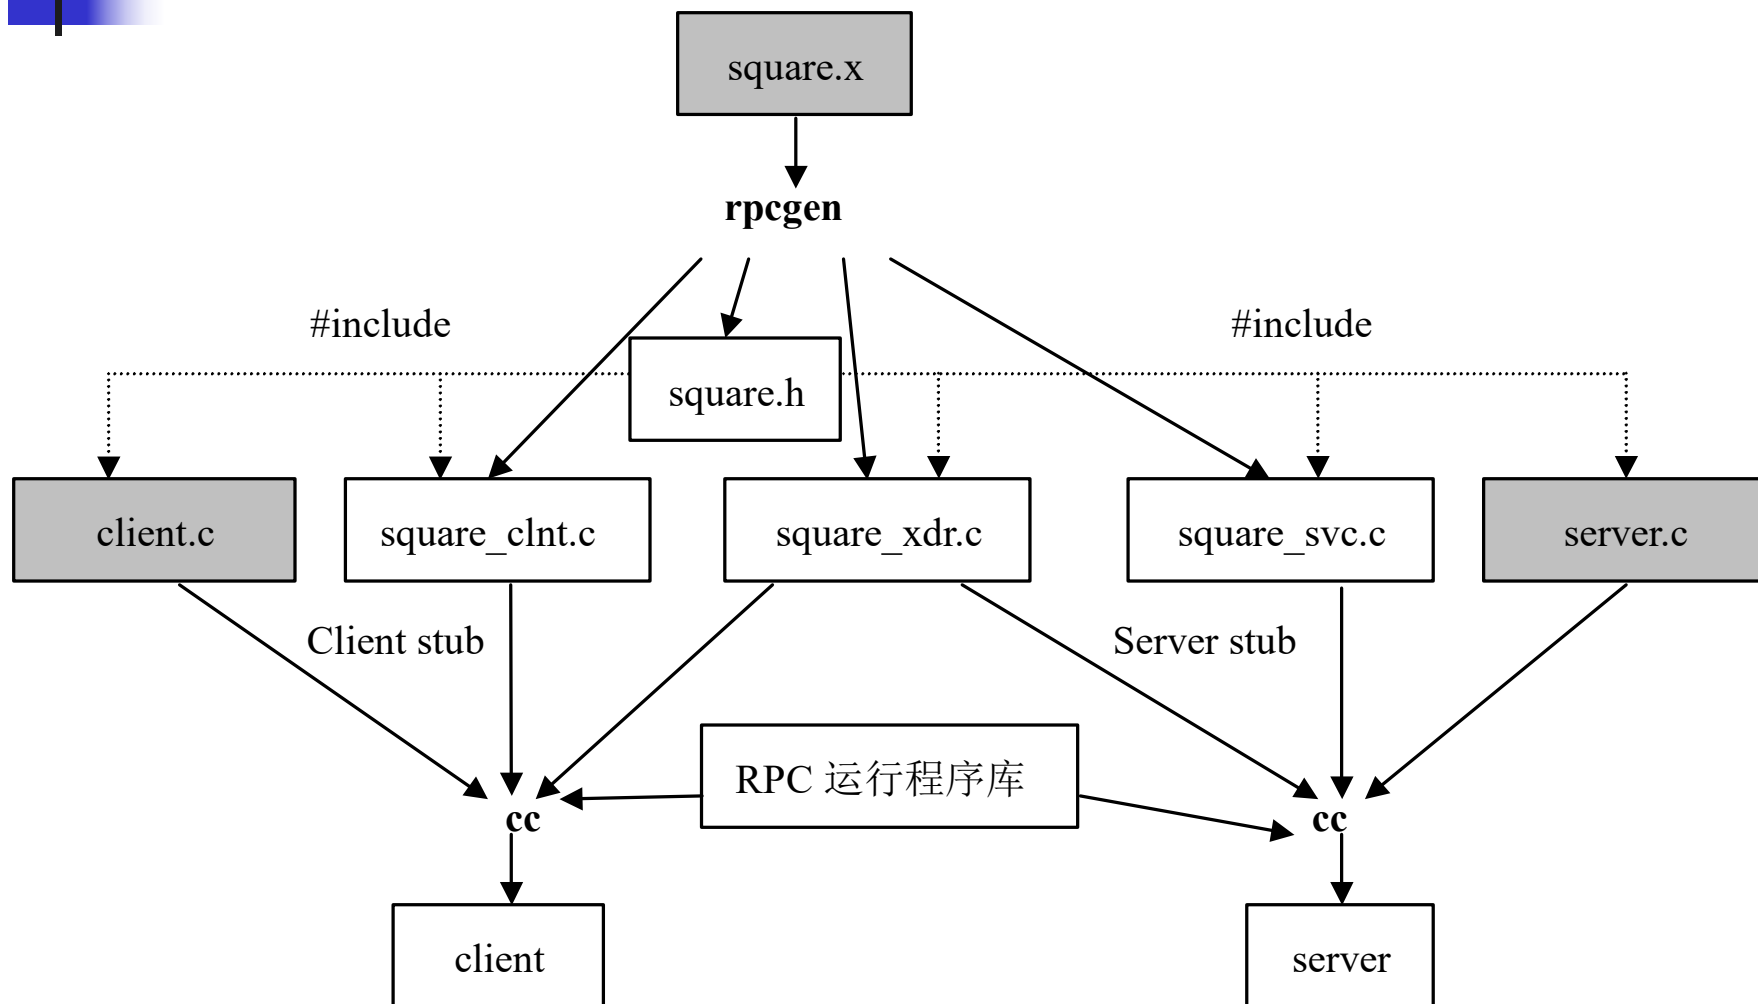 square.x
rpcgen
#include
#include
square.h
client.c
square_clnt.c
square_xdr.c
square_svc.c
server.c
Client stub
Server stub
RPC 运行程序库
cc
cc
client
server